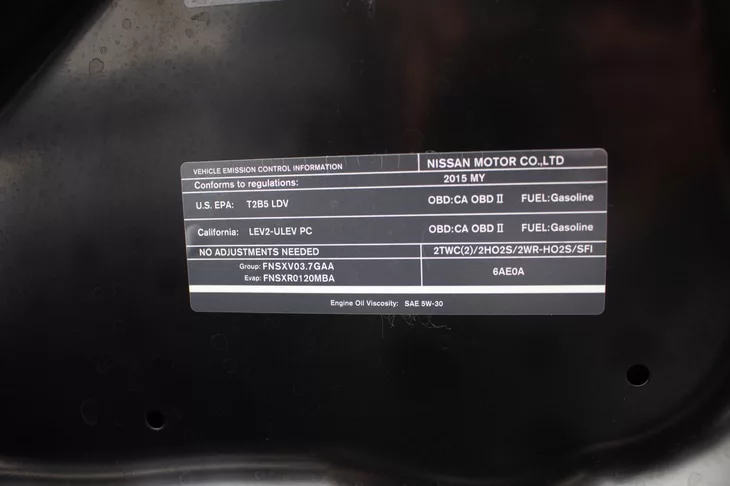 VEHICLE EMISSION CONTROL INFORMATION NISSAN MOTOR CO.,LTD
Conforms to regulations: 2015 MY
U.S. EPA: T2B5 LDV OBD:CA OBD II FUEL:Gasoline
California: LEV2-ULEV PC OBD:CA OBD II FUEL:Gasoline
NO ADJUSTMENTS NEEDED 2TWC(2)/2HO2S/2WR-HO2S/SFI
Group: FNSXV03.7GAA 6AE0A
Evap: FNSXR0120MBA
Engine Oil Viscosity: SAE 5W-30